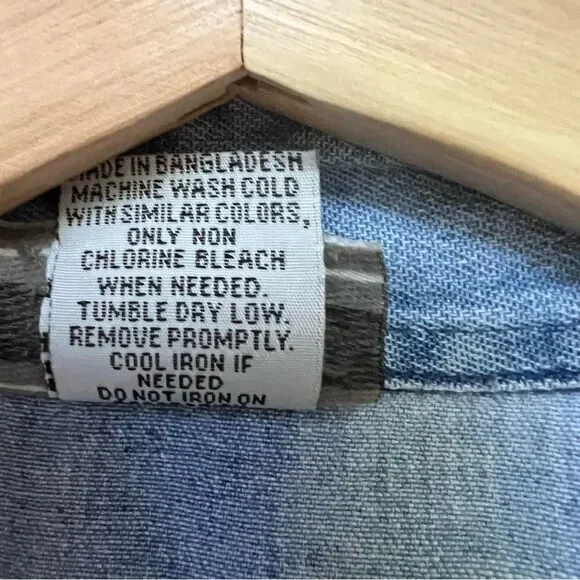 MADE IN BANGLADESH
MACHINE WASH COLD
WITH SIMILAR COLORS,
ONLY NON
CHLORINE BLEACH
WHEN NEEDED.
TUMBLE DRY LOW.
REMOVE PROMPTLY.
COOL IRON IF
NEEDED
DO NOT IRON ON